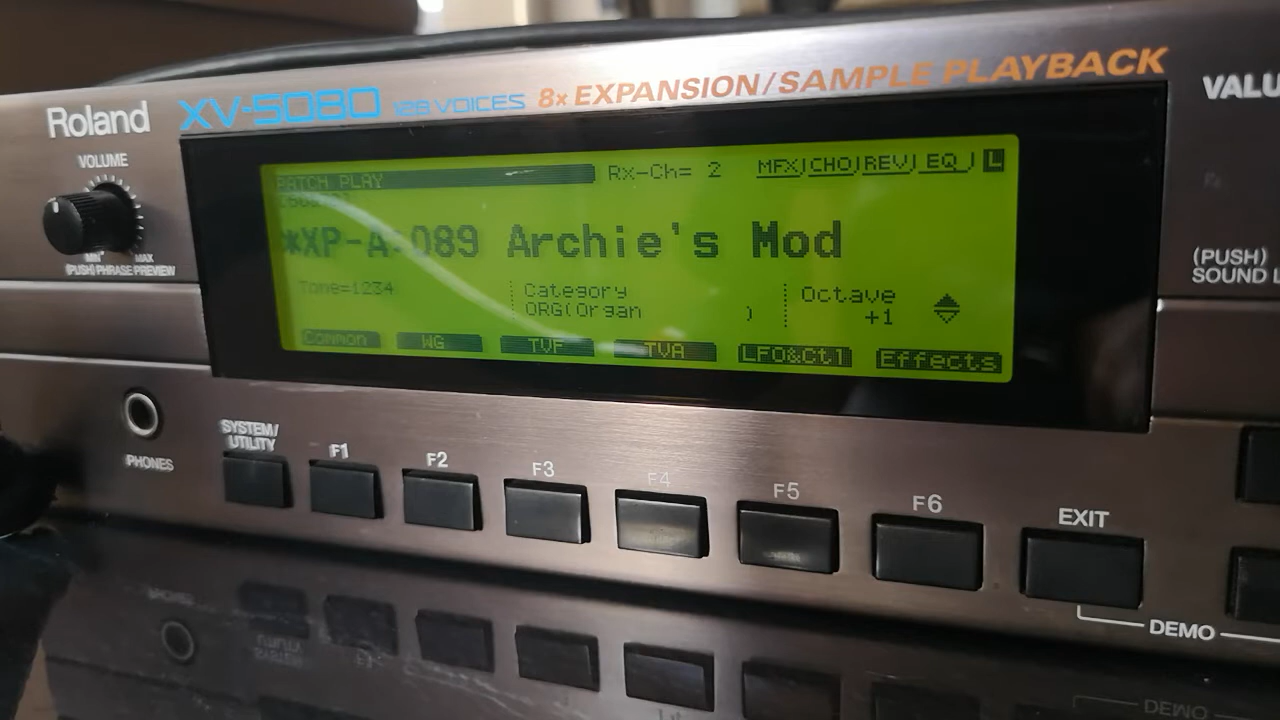 Roland XV-5080 128 VOICES 8x EXPANSION/SAMPLE PLAYBACK
VALU
VOLUME
MIN MAX
(PUSH) PHRASE PREVIEW
PATCH PLAY Rx-Ch= 2 MFX CHO REV EQ L
*XP-A:089 Archie's Mod
Tone=1234 Category Octave
ORG(Organ ) +1
Common WG TVF TVA LFO&Ctl Effects
(PUSH)
SOUND L
PHONES
SYSTEM/
UTILITY
F1 F2 F3 F4 F5 F6 EXIT
DEMO